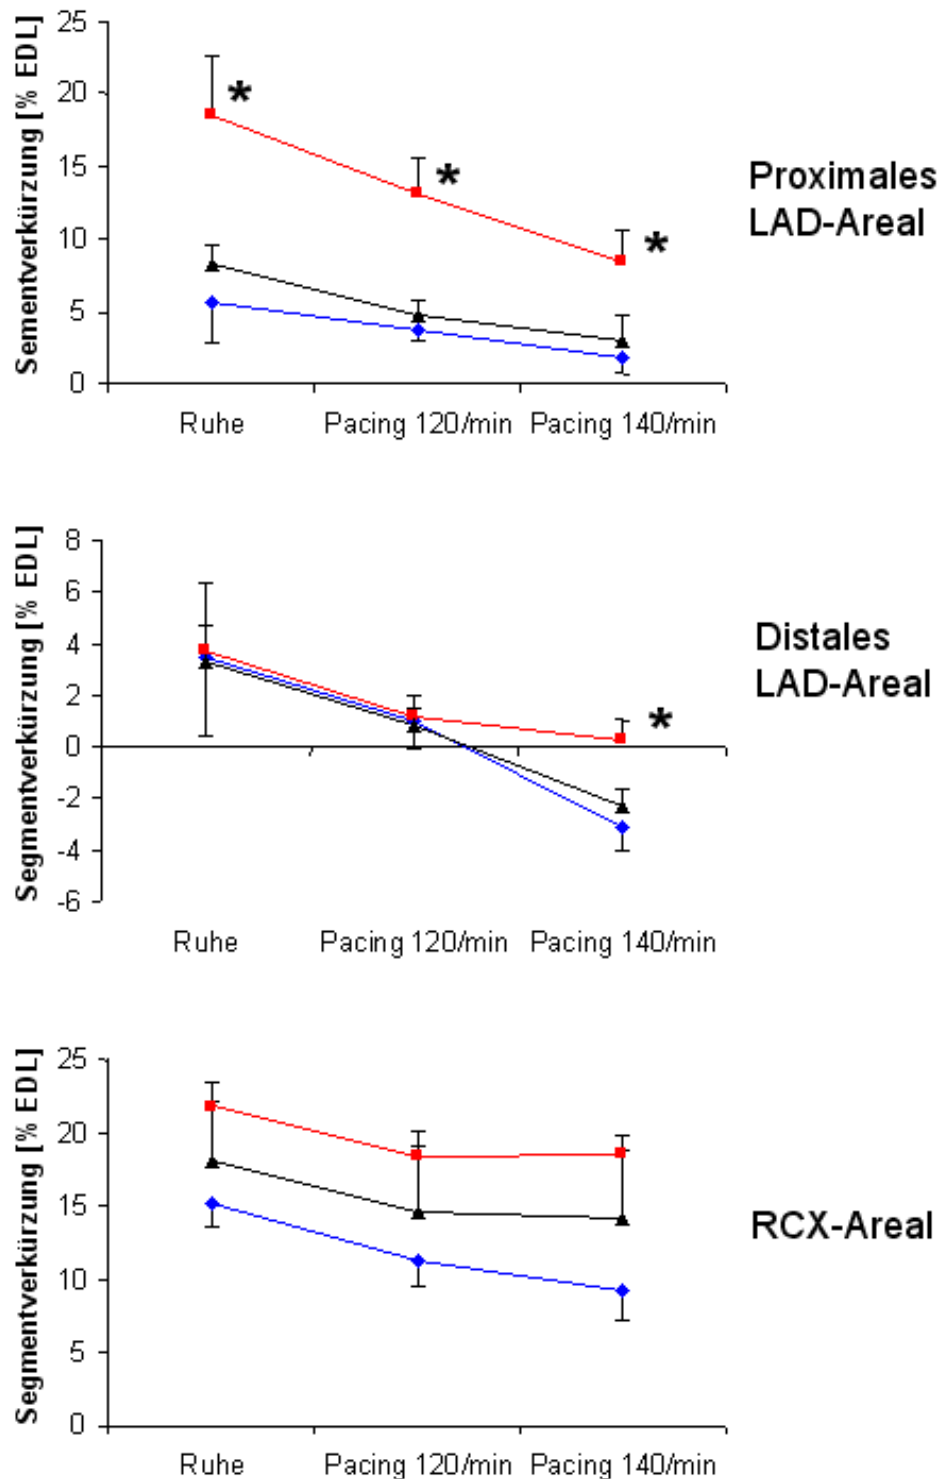 Sementverkürzung [% EDL]
25
20
15
10
5
0
*
*
*
Ruhe
Pacing 120/min
Pacing 140/min
Proximales
LAD-Areal
Segmentverkürzung [% EDL]
8
6
4
2
0
-2
-4
-6
*
Ruhe
Pacing 120/min
Pacing 140/min
Distales
LAD-Areal
Segmentverkürzung [% EDL]
25
20
15
10
5
0
Ruhe
Pacing 120/min
Pacing 140/min
RCX-Areal